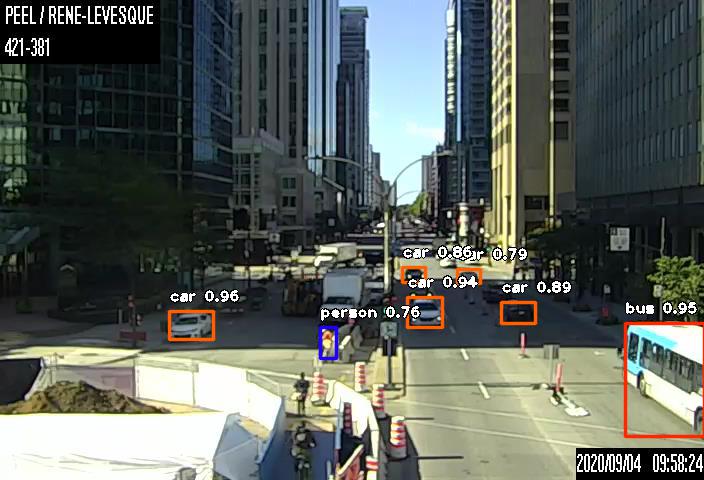 PEEL / RENE-LEVESQUE
421-381
car 0.86
car 0.79
car 0.94
car 0.89
car 0.96
person 0.76
bus 0.95
2020/09/04 09:58:24